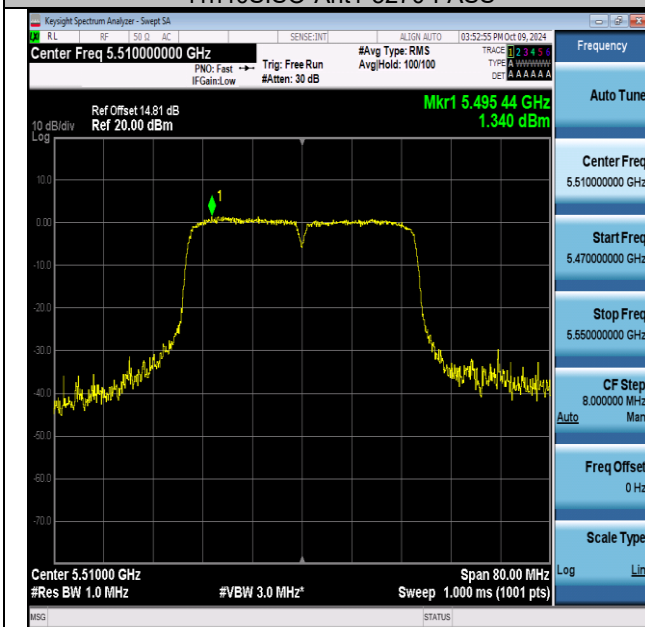 Keysight Spectrum Analyzer - Swept SA
RL RF 50 Ω AC SENSE:INT ALIGN AUTO 03:52:55 PM Oct 09, 2024
Center Freq 5.510000000 GHz #Avg Type: RMS TRACE 1 2 3 4 5 6
PNO: Fast Trig: Free Run Avg|Hold: 100/100 TYPE A WWWWW
IFGain:Low #Atten: 30 dB DET A A A A A A
Frequency
Auto Tune
Ref Offset 14.81 dB Mkr1 5.495 44 GHz
10 dB/div Ref 20.00 dBm 1.340 dBm
Log
1
10.0
0.00
-10.0
-20.0
-30.0
-40.0
-50.0
-60.0
-70.0
Center Freq
5.510000000 GHz
Start Freq
5.470000000 GHz
Stop Freq
5.550000000 GHz
CF Step
8.000000 MHz
Auto Man
Freq Offset
0 Hz
Scale Type
Log Lin
Center 5.51000 GHz Span 80.00 MHz
#Res BW 1.0 MHz #VBW 3.0 MHz* Sweep 1.000 ms (1001 pts)
MSG STATUS